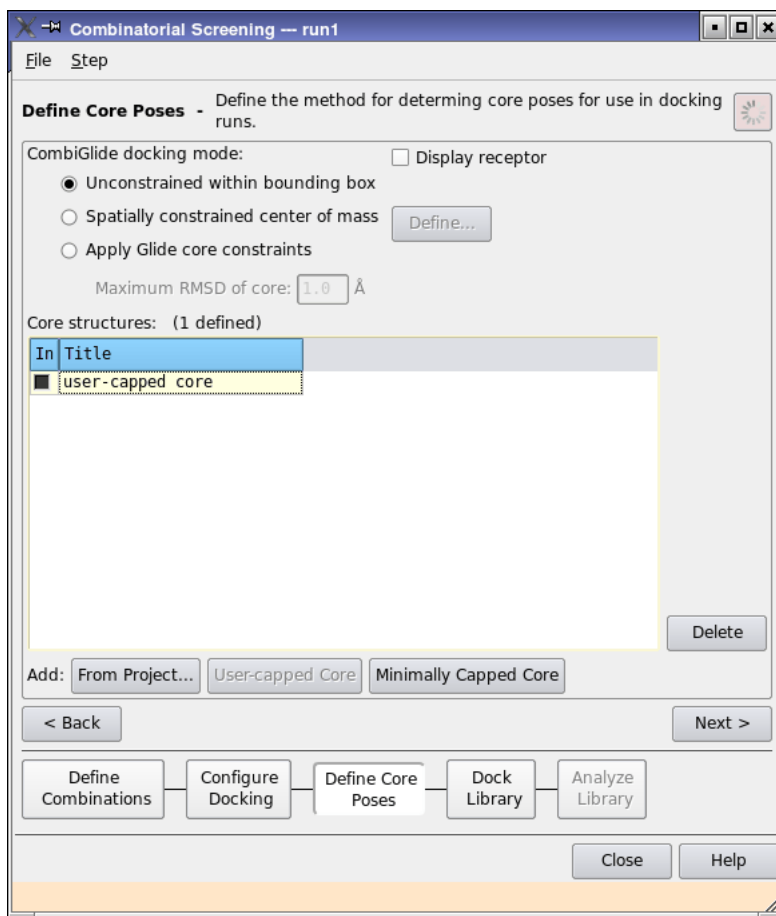 Combinatorial Screening --- run1
File Step
Define Core Poses - Define the method for determing core poses for use in docking
runs.
CombiGlide docking mode:
Display receptor
Unconstrained within bounding box
Spatially constrained center of mass
Define...
Apply Glide core constraints
Maximum RMSD of core: 1.0 Å
Core structures: (1 defined)
In Title
user-capped core
Delete
Add: From Project... User-capped Core Minimally Capped Core
< Back
Next >
Define
Combinations
Configure
Docking
Define Core
Poses
Dock
Library
Analyze
Library
Close
Help